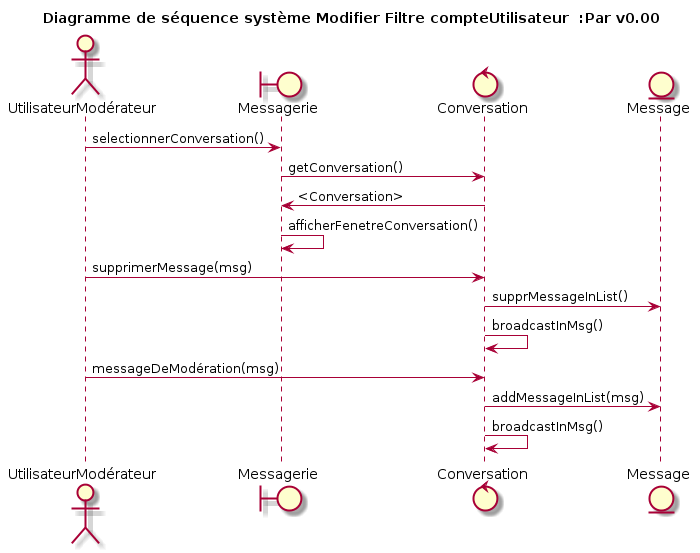 Diagramme de séquence système Modifier Filtre compteUtilisateur  :Par v0.00
UtilisateurModérateur
Messagerie
Conversation
Message
selectionnerConversation()
getConversation()
<Conversation>
afficherFenetreConversation()
supprimerMessage(msg)
supprMessageInList()
broadcastInMsg()
messageDeModération(msg)
addMessageInList(msg)
broadcastInMsg()
UtilisateurModérateur
Messagerie
Conversation
Message